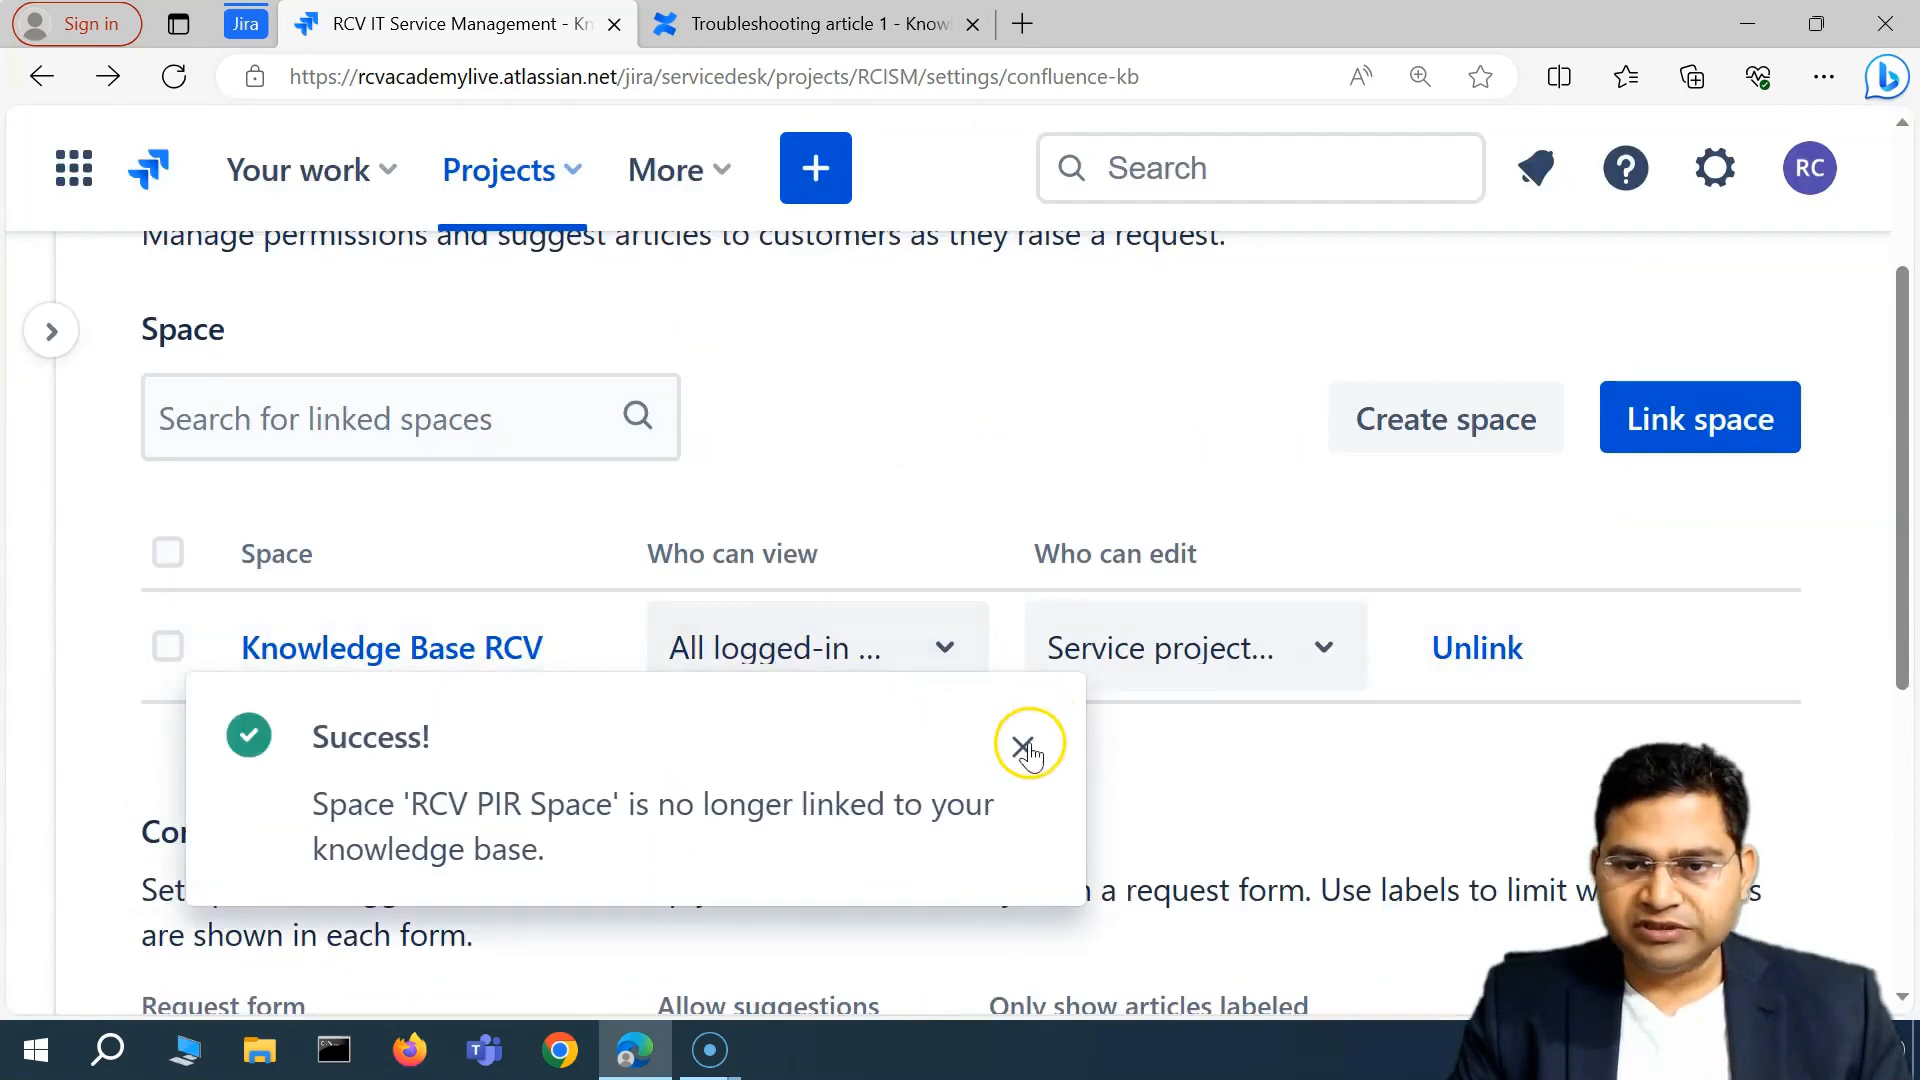 Sign in
Jira
RCV IT Service Management - Kn
Troubleshooting article 1 - Know
https://rcvacademylive.atlassian.net/jira/servicedesk/projects/RCISM/settings/confluence-kb
Your work
Projects
More
Search
RC
Manage permissions and suggest articles to customers as they raise a request.
Space
Search for linked spaces
Create space
Link space
Space
Who can view
Who can edit
Knowledge Base RCV
All logged-in ...
Service project...
Unlink
Success!
Space 'RCV PIR Space' is no longer linked to your
knowledge base.
a request form. Use labels to limit
are shown in each form.
Request form
Allow suggestions
Only show articles labeled